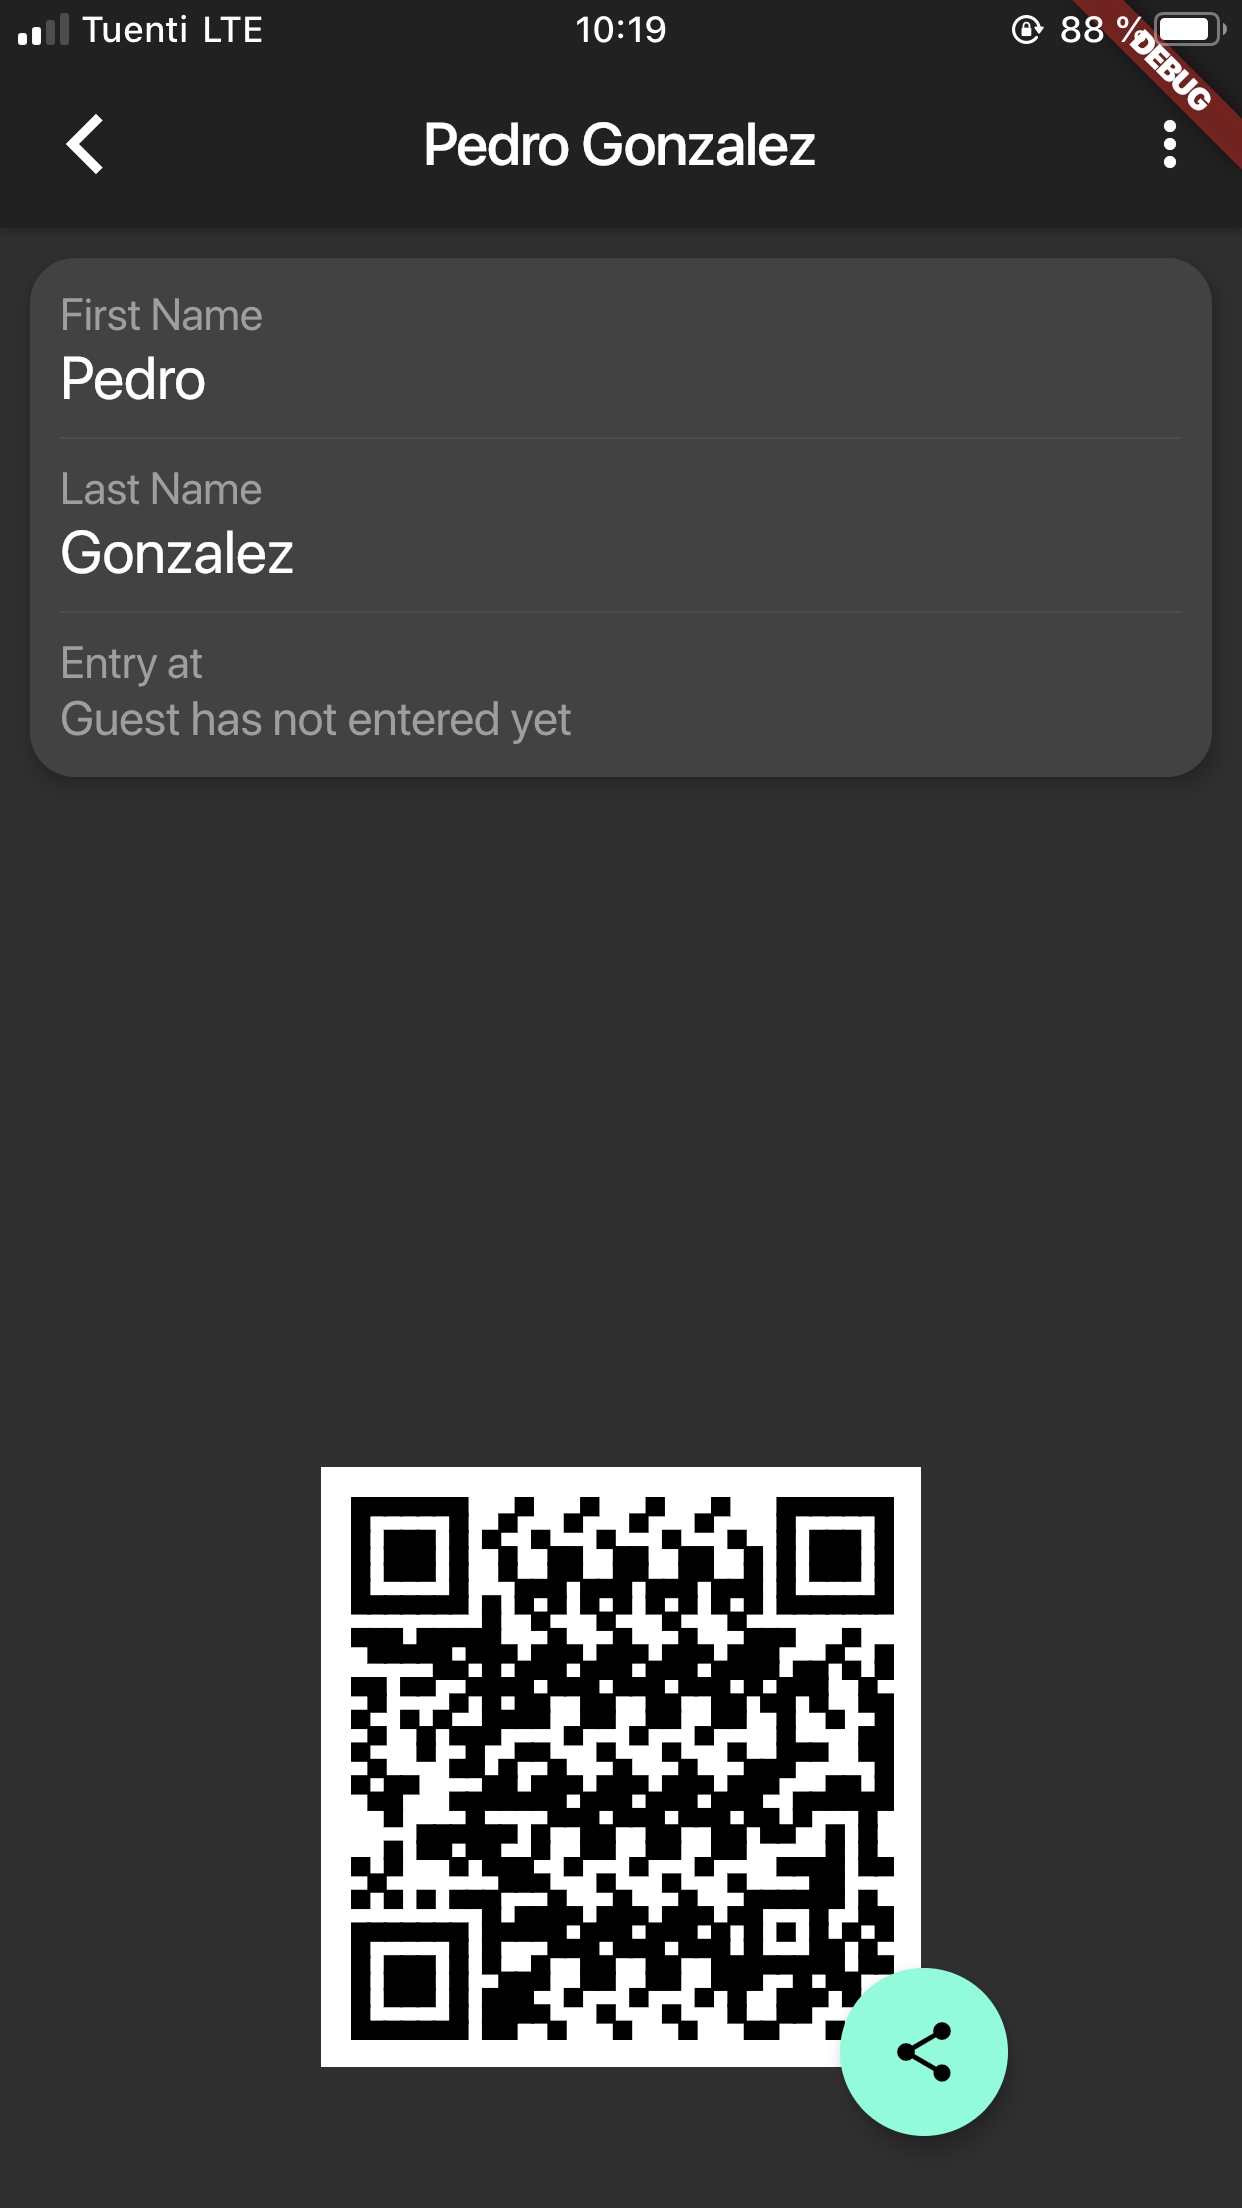 Tuenti LTE 10:19 88 %
DEBUG
Pedro Gonzalez
First Name
Pedro
Last Name
Gonzalez
Entry at
Guest has not entered yet